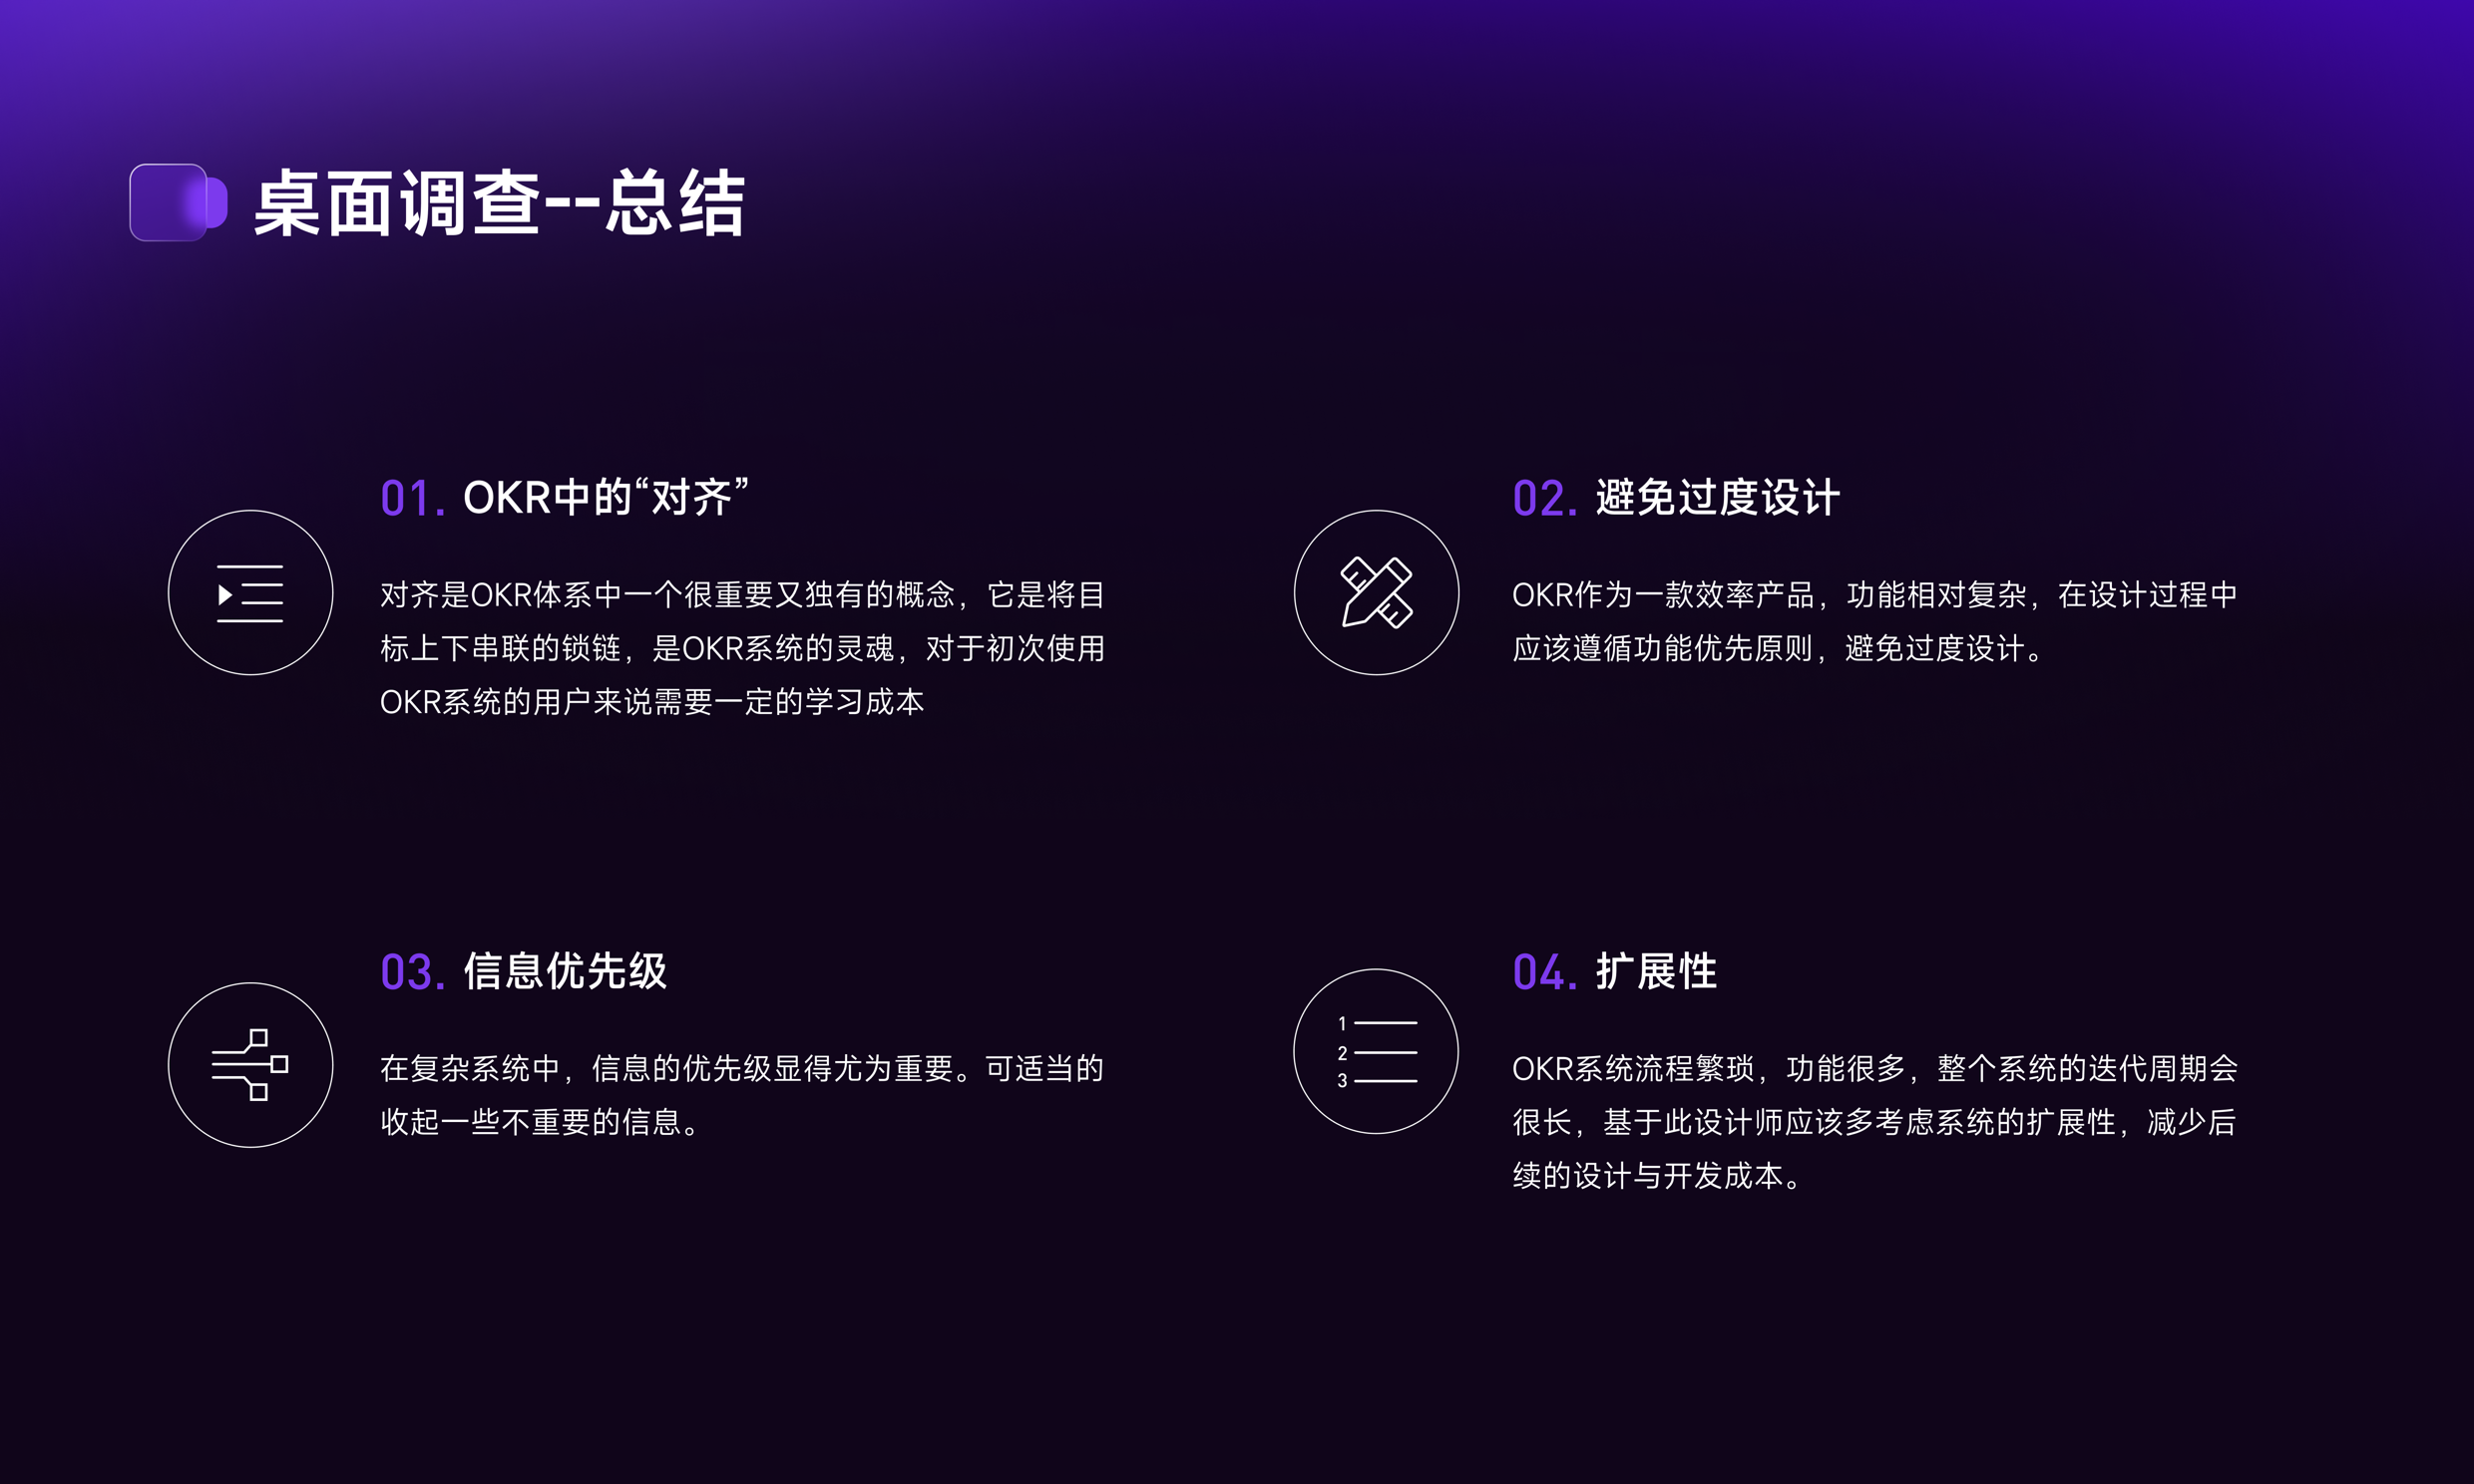 桌面调查--总结
01. OKR中的“对齐”
对齐是OKR体系中一个很重要又独有的概念，它是将目
标上下串联的锁链，是OKR系统的灵魂，对于初次使用
OKR系统的用户来说需要一定的学习成本
02. 避免过度设计
OKR作为一款效率产品，功能相对复杂，在设计过程中
应该遵循功能优先原则，避免过度设计。
03. 信息优先级
在复杂系统中，信息的优先级显得尤为重要。可适当的
收起一些不重要的信息。
1
2
3
04. 扩展性
OKR系统流程繁琐，功能很多，整个系统的迭代周期会
很长，基于此设计师应该多考虑系统的扩展性，减少后
续的设计与开发成本。